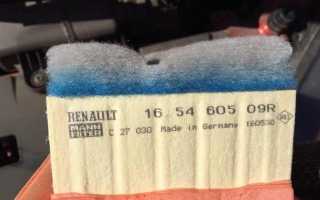 RENAULT 16 54 605 09R
MANN FILTER C 27 030 Made in Germany 160530